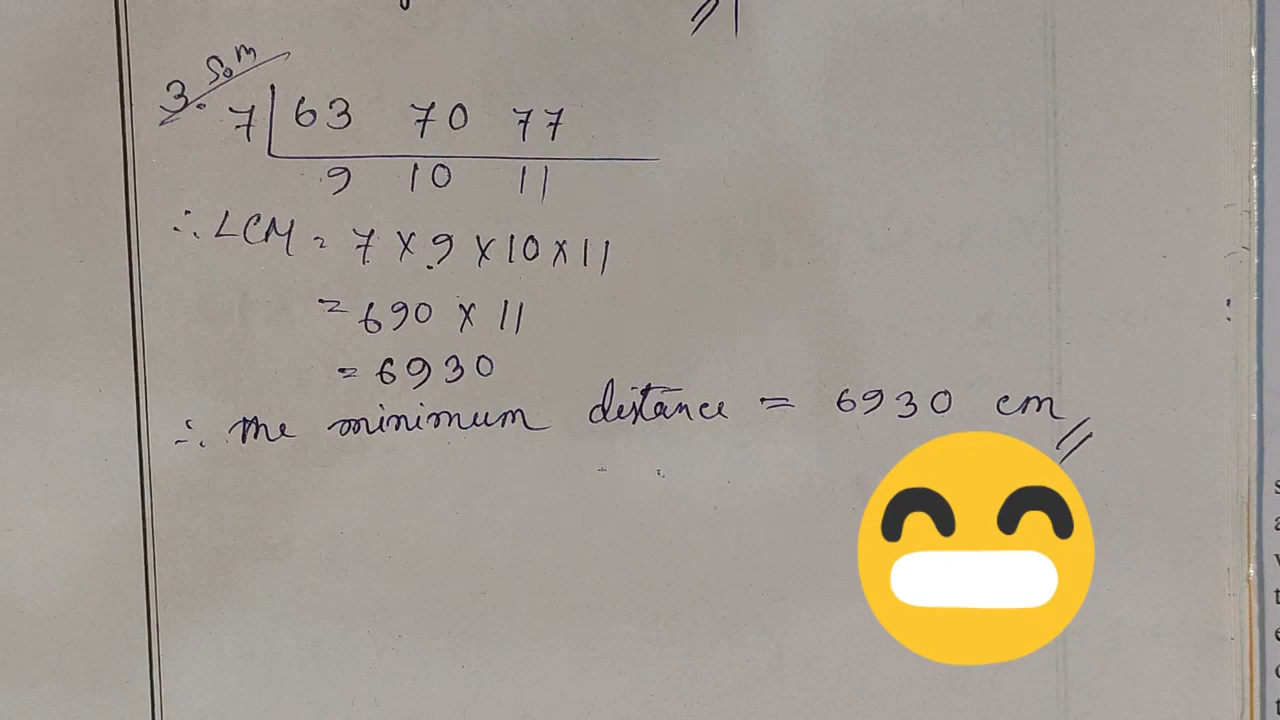 3. Soln
7 | 63 70 77
9 10 11
∴ LCM = 7 × 9 × 10 × 11
= 690 × 11
= 6930
∴ The minimum distance = 6930 cm //